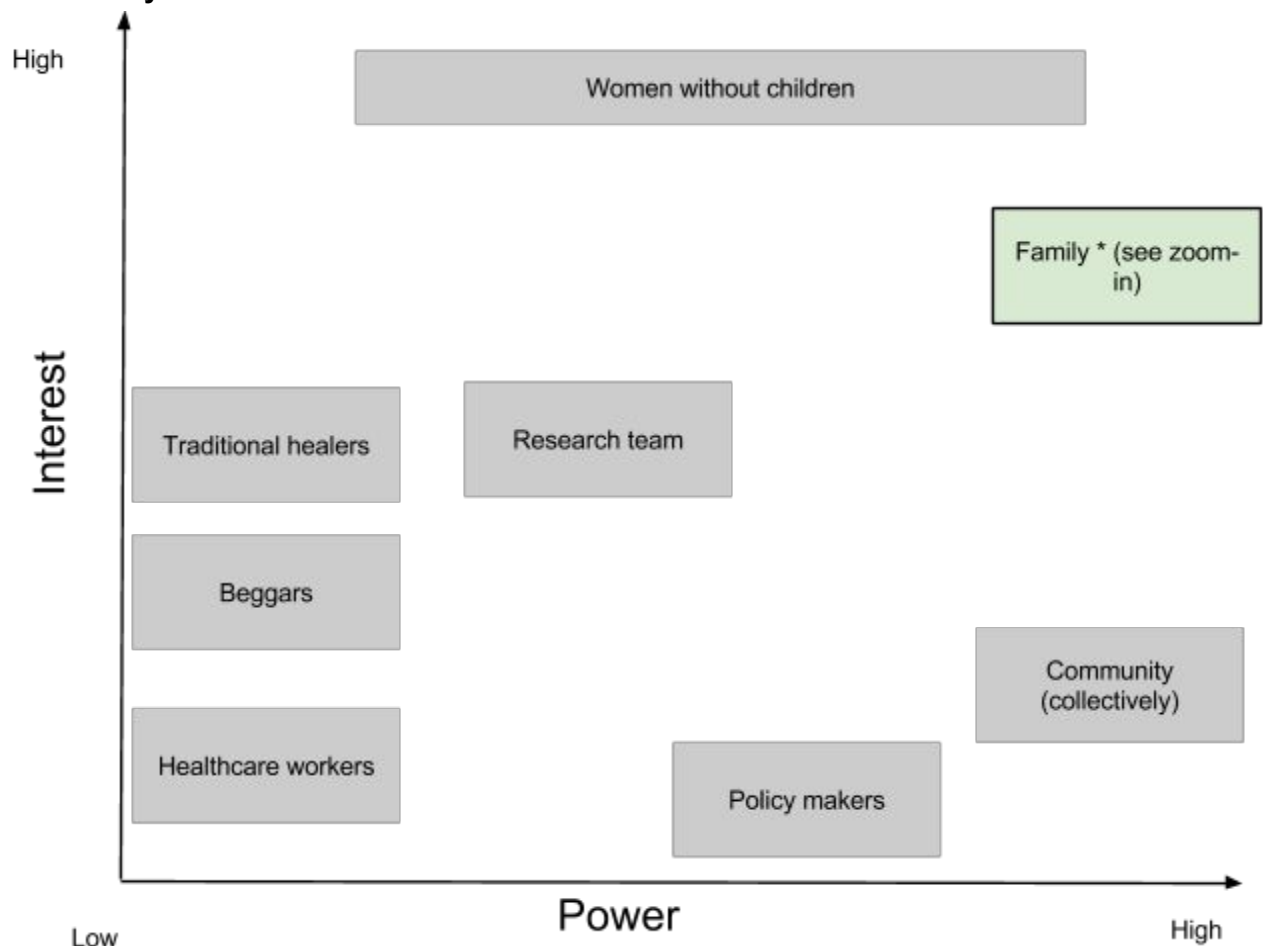 High
Women without children
Family * (see zoom-
in)
Interest
Traditional healers
Research team
Beggars
Community
(collectively)
Healthcare workers
Policy makers
Power
Low
High